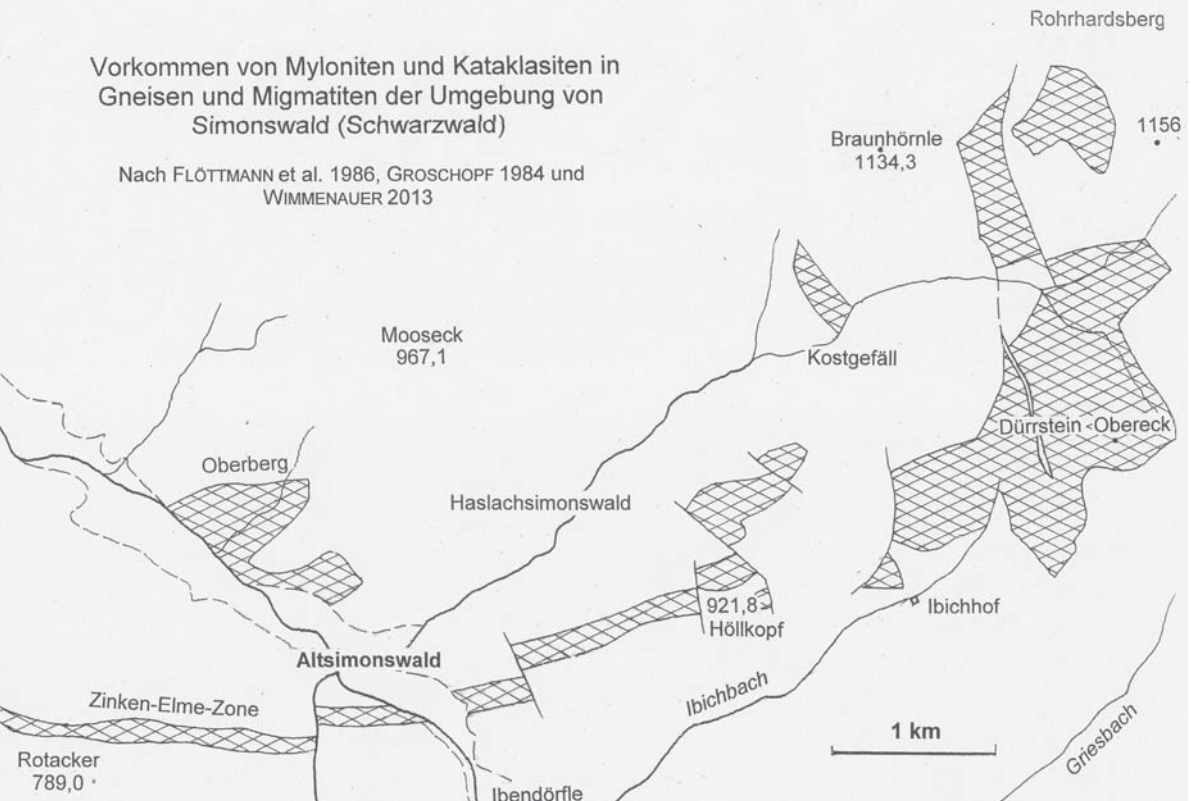 Rohrhardsberg
Vorkommen von Myloniten und Kataklasiten in
Gneisen und Migmatiten der Umgebung von
Simonswald (Schwarzwald)
Nach FLÖTTMANN et al. 1986, GROSCHOPF 1984 und
WIMMENAUER 2013
Braunhörnle
1134,3
1156
Mooseck
967,1
Kostgefäll
Dürrstein
Obereck
Oberberg
Haslachsimonswald
921,8
Höllkopf
Ibichhof
Altsimonswald
Zinken-Elme-Zone
Ibichbach
1 km
Griesbach
Rotacker
789,0
Ibendörfle